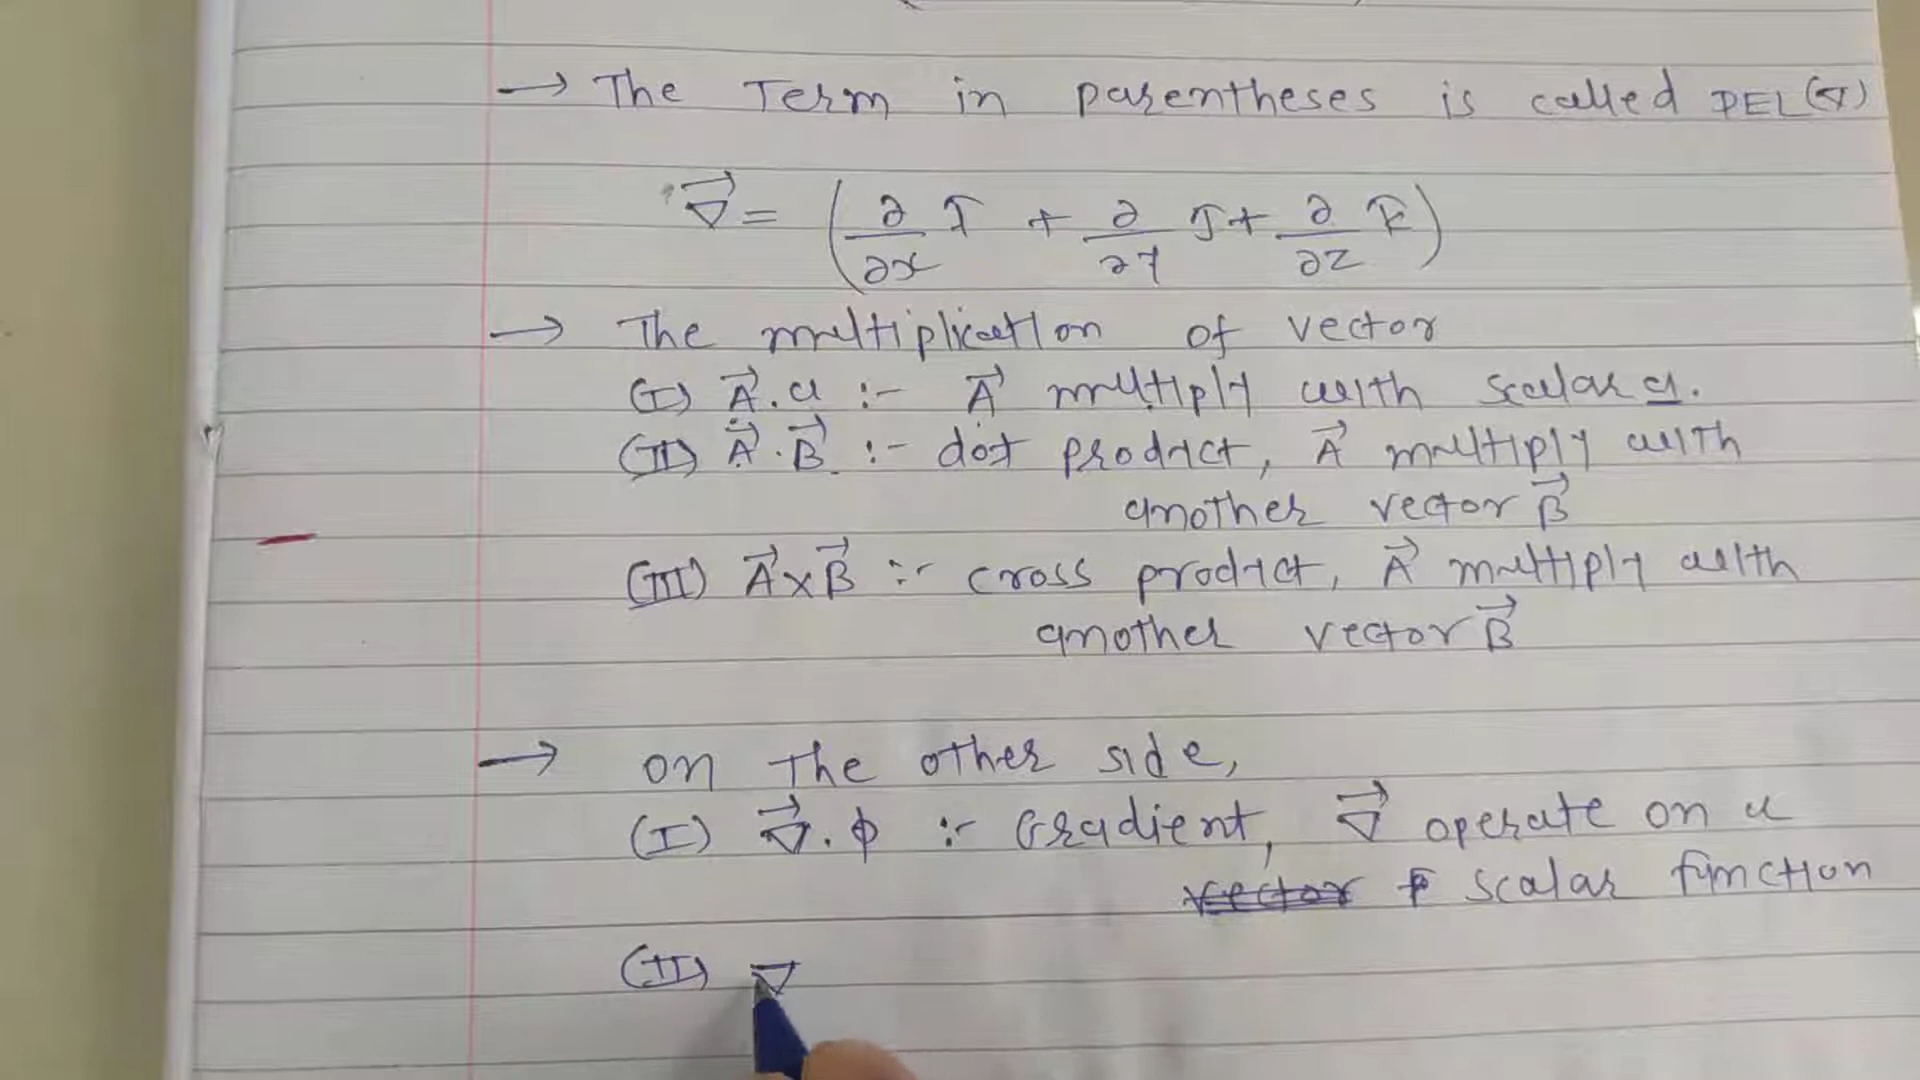 → The Term in parentheses is called DEL(∇)
∇⃗ = (∂/∂x î + ∂/∂y ĵ + ∂/∂z k̂)
→ The multiplication of vector
(I) A⃗.a :- A⃗ multiply with scalar a.
(II) A⃗.B⃗ :- dot product, A⃗ multiply with
another vector B⃗
(III) A⃗×B⃗ :- cross product, A⃗ multiply with
another vector B⃗
→ on the other side,
(I) ∇⃗.ϕ :- Gradient, ∇⃗ operate on a
scalar function
(II) ∇